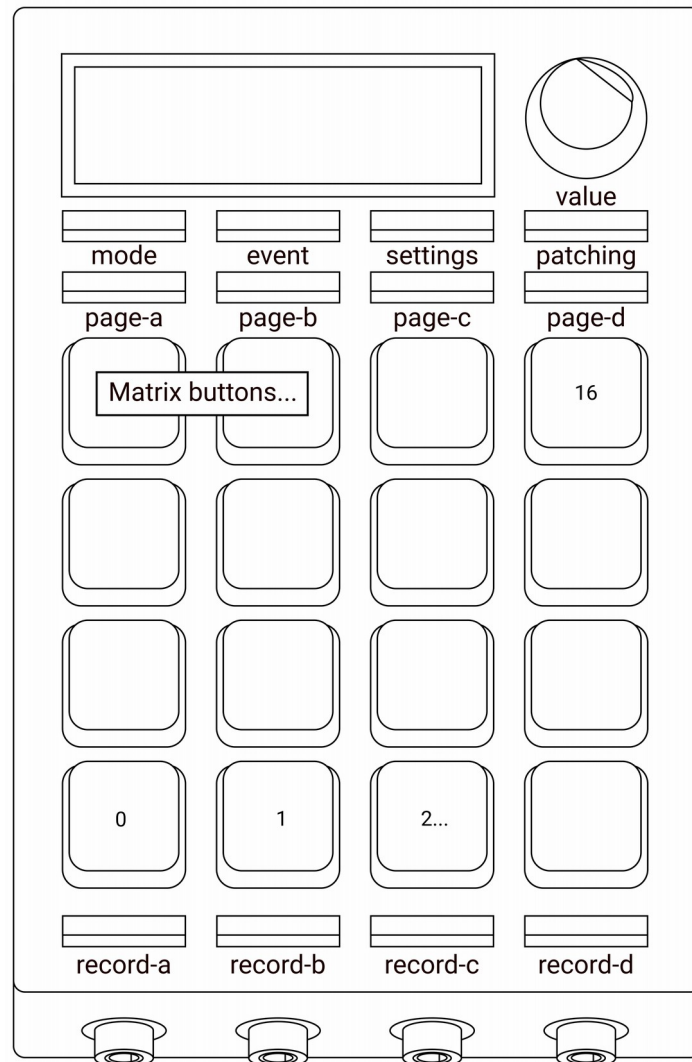 value
mode event settings patching
page-a page-b page-c page-d
Matrix buttons...
16
0 1 2...
record-a record-b record-c record-d